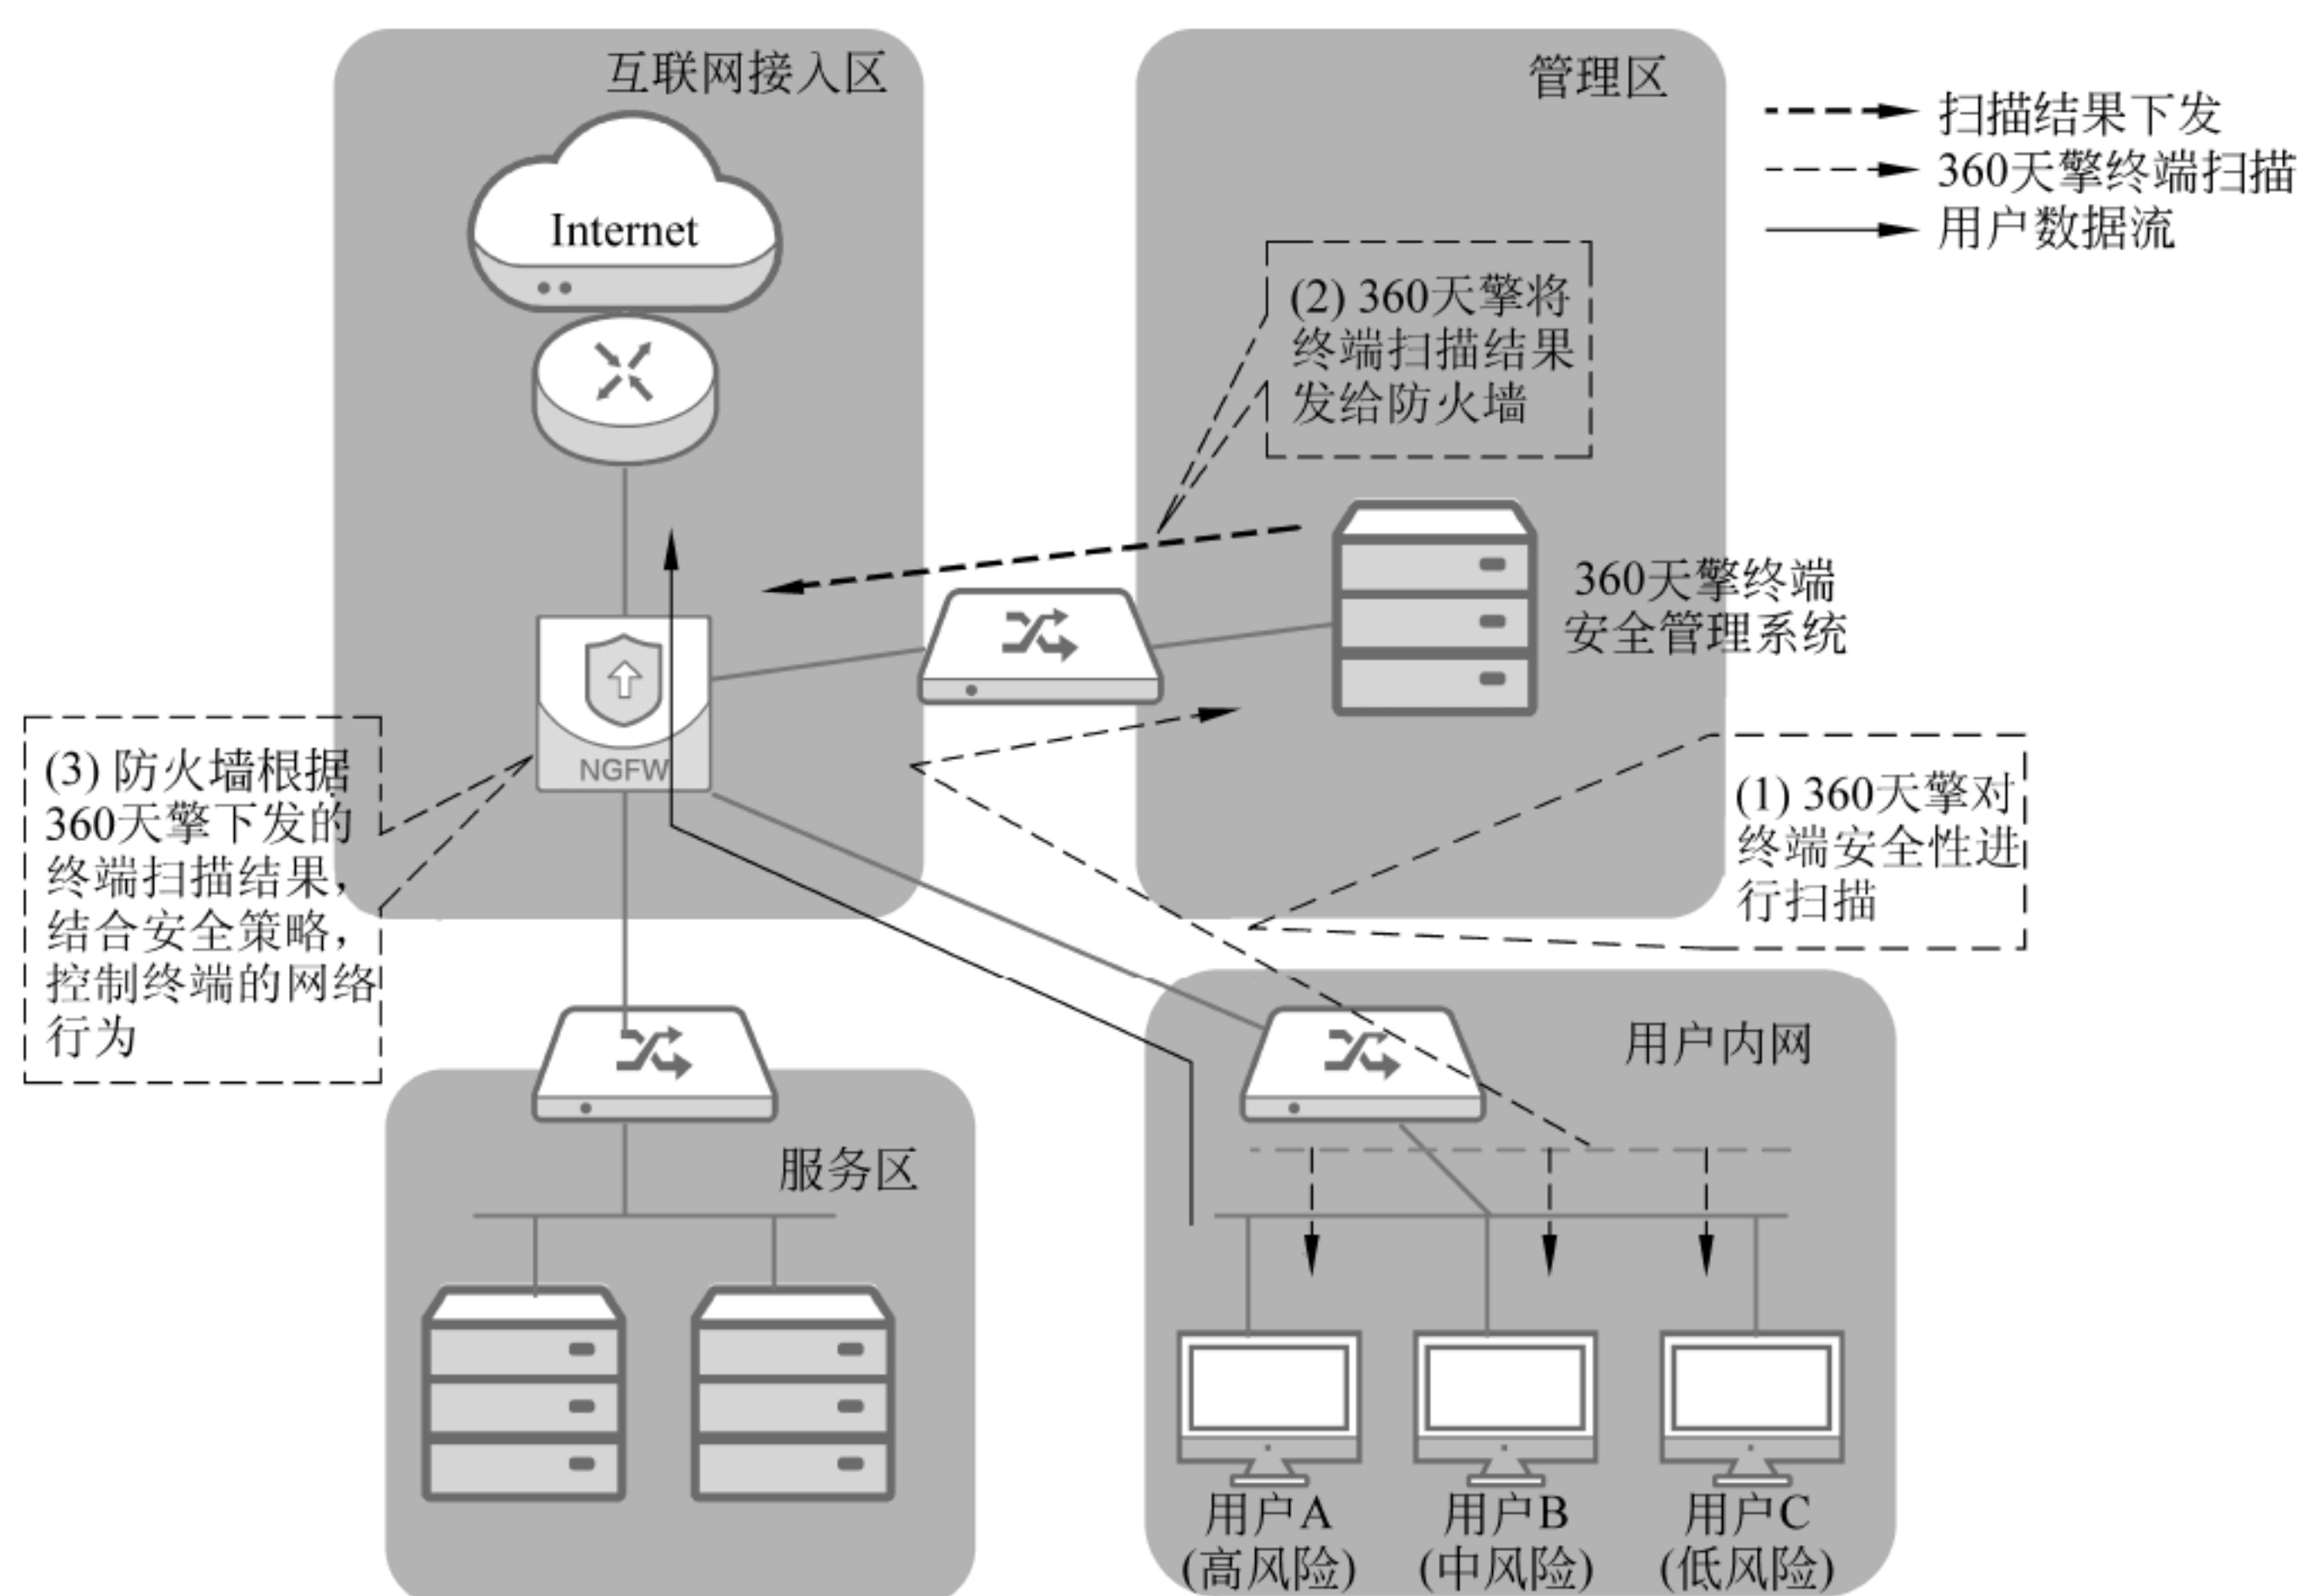 互联网接入区
管理区
扫描结果下发
360天擎终端扫描
用户数据流
Internet
(2) 360天擎将
终端扫描结果
发给防火墙
360天擎终端
安全管理系统
NGFW
(3) 防火墙根据
360天擎下发的
终端扫描结果，
结合安全策略，
控制终端的网络
行为
(1) 360天擎对
终端安全性进
行扫描
用户内网
服务区
用户A
(高风险)
用户B
(中风险)
用户C
(低风险)